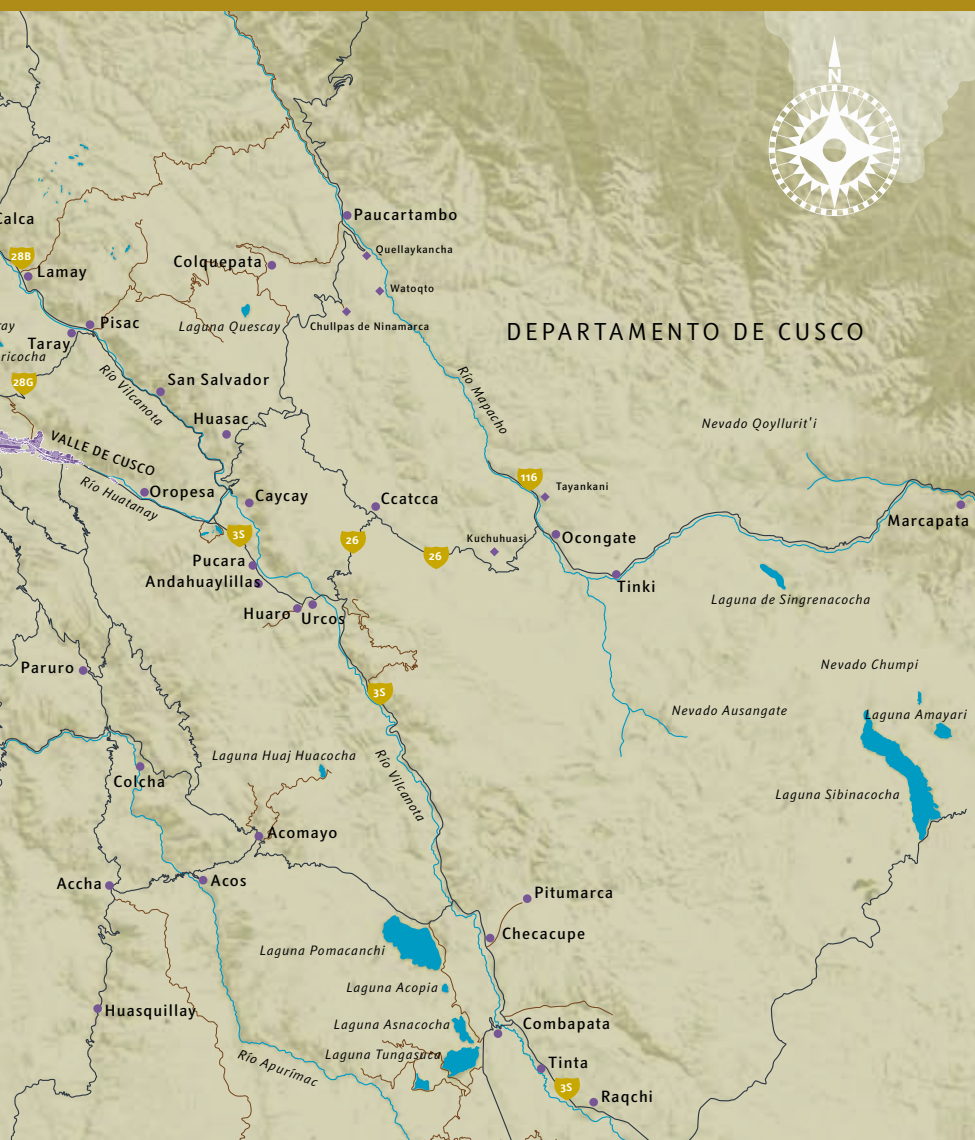 N
Calca
Paucartambo
Quellaykancha
28B
Colquepata
Lamay
Watoqto
Pisac
Laguna Quescay
Chullpas de Ninamarca
DEPARTAMENTO DE CUSCO
Taray
ricocha
28G
San Salvador
Río Vilcanota
Río Mapacho
Huasac
Nevado Qoyllurit'i
VALLE DE CUSCO
116
Tayankani
Río Huatanay
Oropesa
Caycay
Ccatcca
Marcapata
3S
26
26
Kuchuhuasi
Ocongate
Pucara
Andahuaylillas
Tinki
Laguna de Singrenacocha
Huaro
Urcos
Paruro
Nevado Chumpi
3S
Nevado Ausangate
Laguna Amayari
Laguna Huaj Huacocha
Río Vilcanota
Colcha
Laguna Sibinacocha
Acomayo
Accha
Acos
Pitumarca
Checacupe
Laguna Pomacanchi
Laguna Acopia
Huasquillay
Laguna Asnacocha
Combapata
Laguna Tungasuca
Río Apurímac
Tinta
3S
Raqchi